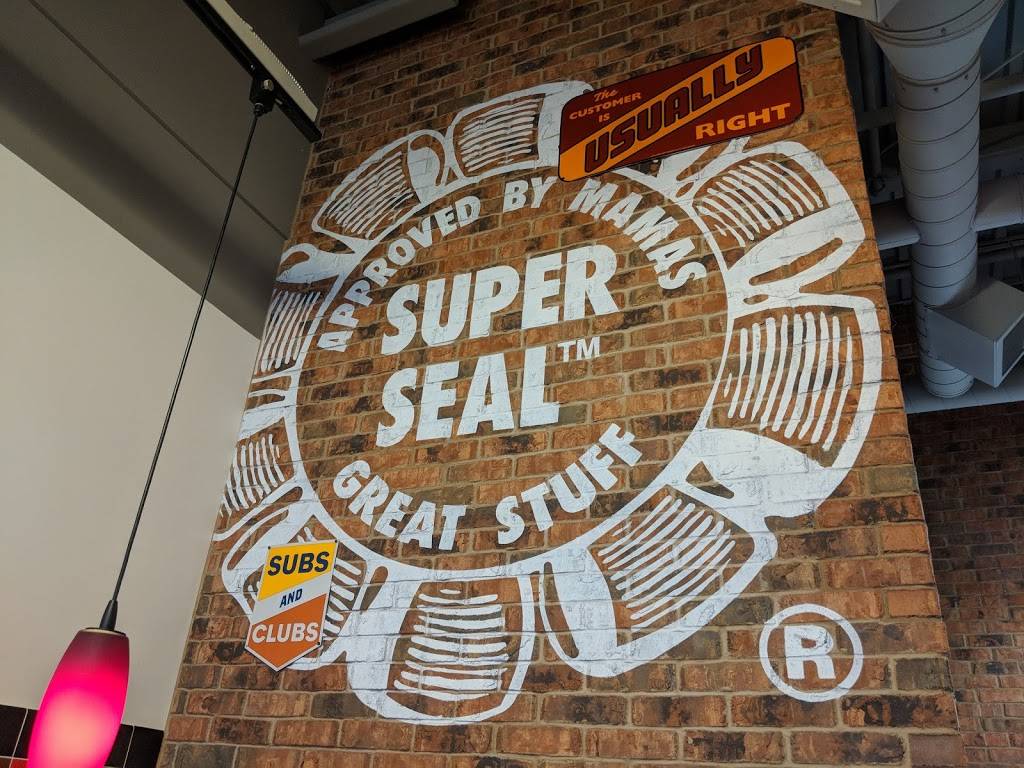 The
CUSTOMER
IS
USUALLY
RIGHT
APPROVED BY MAMAS
SUPER
SEAL™
GREAT STUFF
SUBS
AND
CLUBS
®